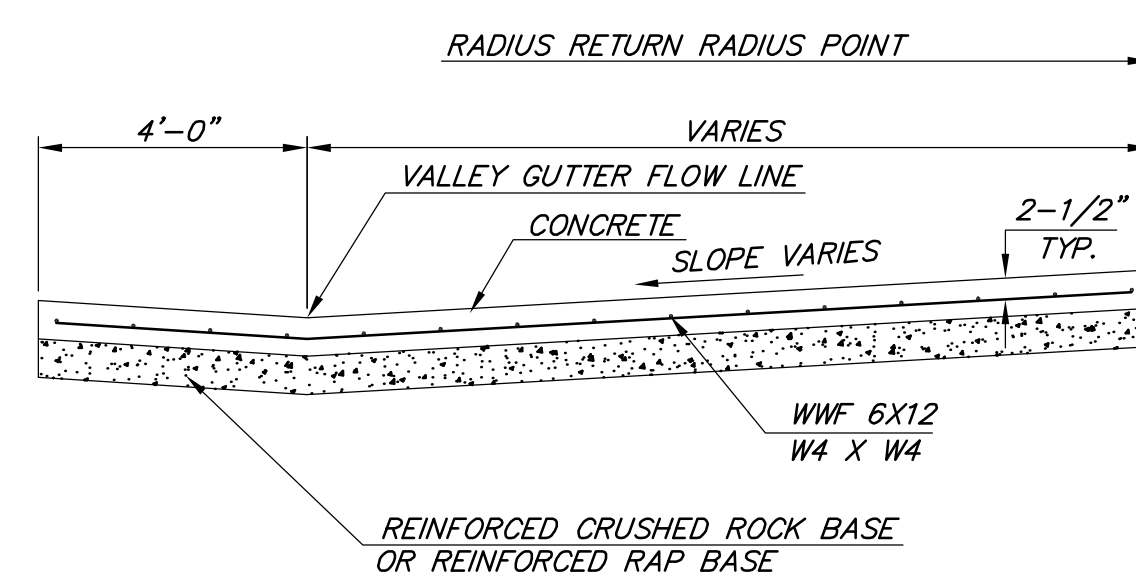 RADIUS RETURN RADIUS POINT
4'-0"
VARIES
VALLEY GUTTER FLOW LINE
CONCRETE
SLOPE VARIES
2-1/2"
TYP.
WWF 6X12
W4 X W4
REINFORCED CRUSHED ROCK BASE
OR REINFORCED RAP BASE